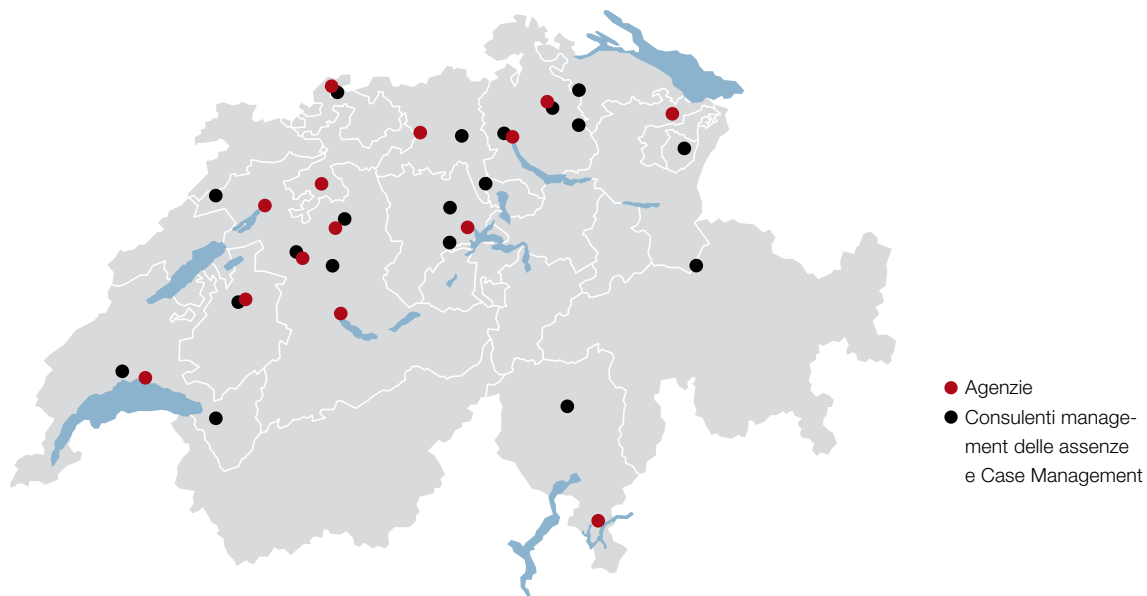 Agenzie
Consulenti manage-
ment delle assenze
e Case Management